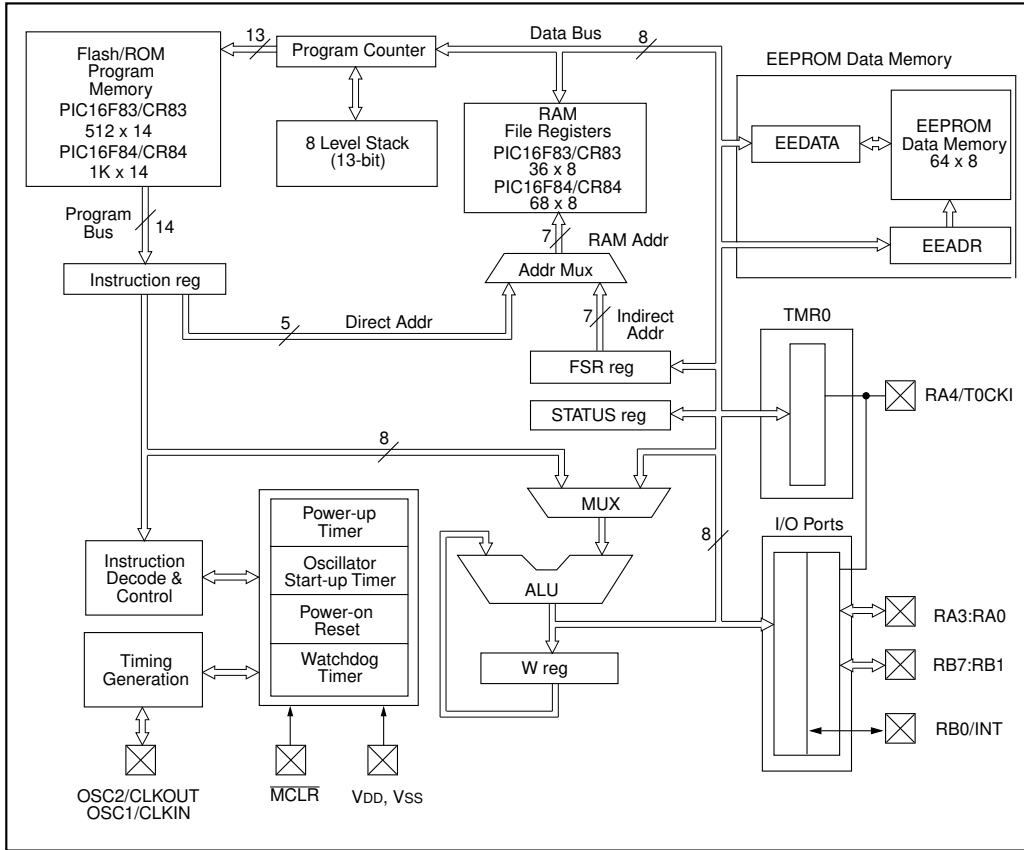 13
Flash/ROM
Program
Memory
PIC16F83/CR83
512 x 14
PIC16F84/CR84
1K x 14
Program Counter
8 Level Stack
(13-bit)
Data Bus
8
RAM
File Registers
PIC16F83/CR83
36 x 8
PIC16F84/CR84
68 x 8
EEPROM Data Memory
EEDATA
EEPROM
Data Memory
64 x 8
EEADR
Program
Bus
14
7
RAM Addr
Addr Mux
Instruction reg
5
Direct Addr
7
Indirect
Addr
FSR reg
STATUS reg
TMR0
RA4/T0CKI
8
MUX
8
I/O Ports
Power-up
Timer
Oscillator
Start-up Timer
Power-on
Reset
Watchdog
Timer
Instruction
Decode &
Control
Timing
Generation
ALU
W reg
RA3:RA0
RB7:RB1
RB0/INT
OSC2/CLKOUT
OSC1/CLKIN
MCLR
VDD, VSS